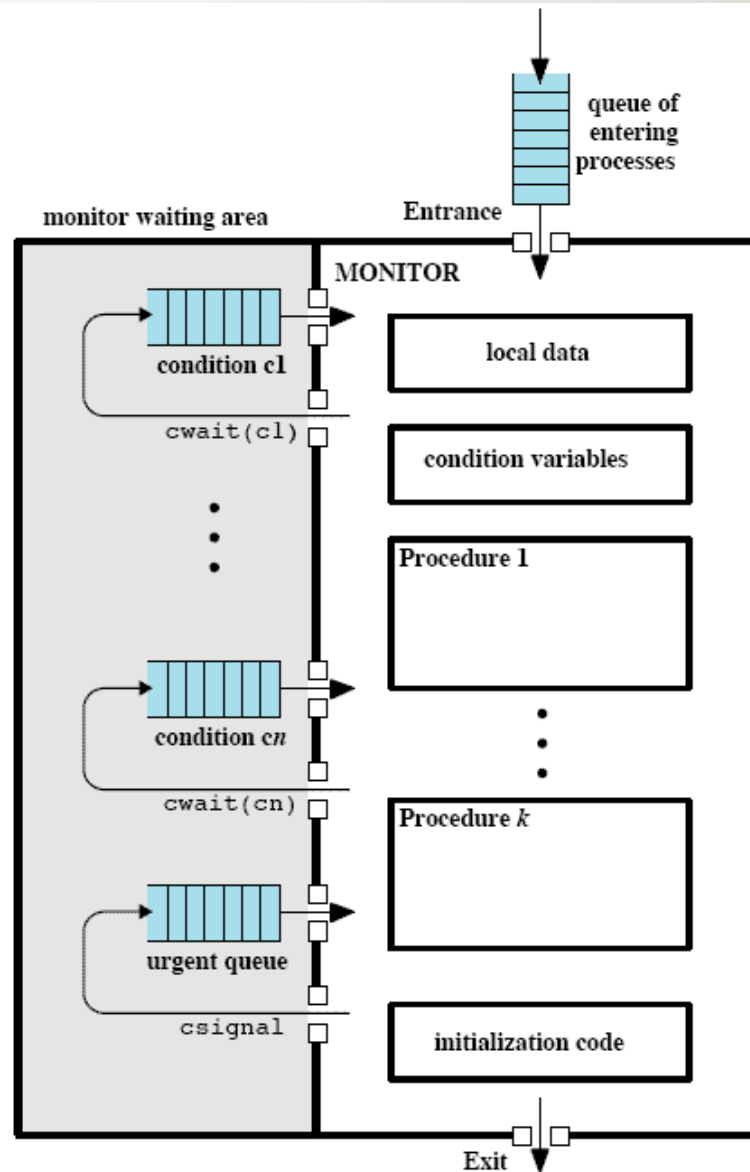 queue of
entering
processes
Entrance
monitor waiting area
MONITOR
condition c1
cwait(c1)
local data
condition variables
Procedure 1
condition cn
cwait(cn)
Procedure k
urgent queue
csignal
initialization code
Exit